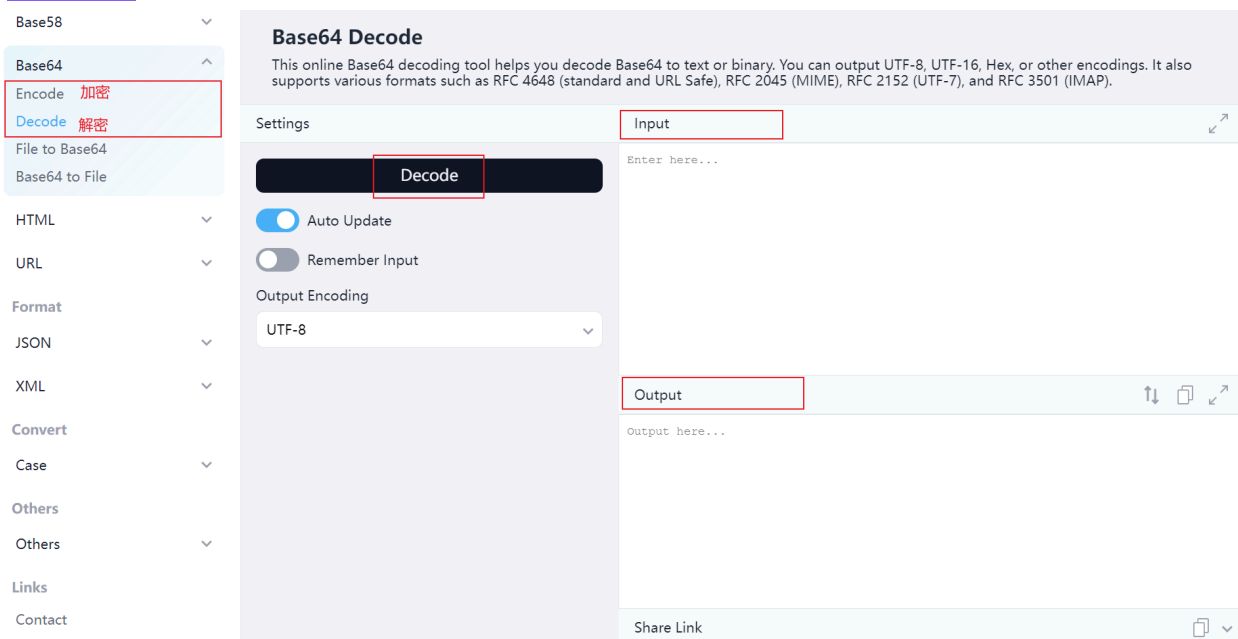 Base58
Base64
Encode 加密
Decode 解密
File to Base64
Base64 to File
HTML
URL
Format
JSON
XML
Convert
Case
Others
Others
Links
Contact
Base64 Decode
This online Base64 decoding tool helps you decode Base64 to text or binary. You can output UTF-8, UTF-16, Hex, or other encodings. It also
supports various formats such as RFC 4648 (standard and URL Safe), RFC 2045 (MIME), RFC 2152 (UTF-7), and RFC 3501 (IMAP).
Settings
Decode
Auto Update
Remember Input
Output Encoding
UTF-8
Input
Enter here...
Output
Output here...
Share Link